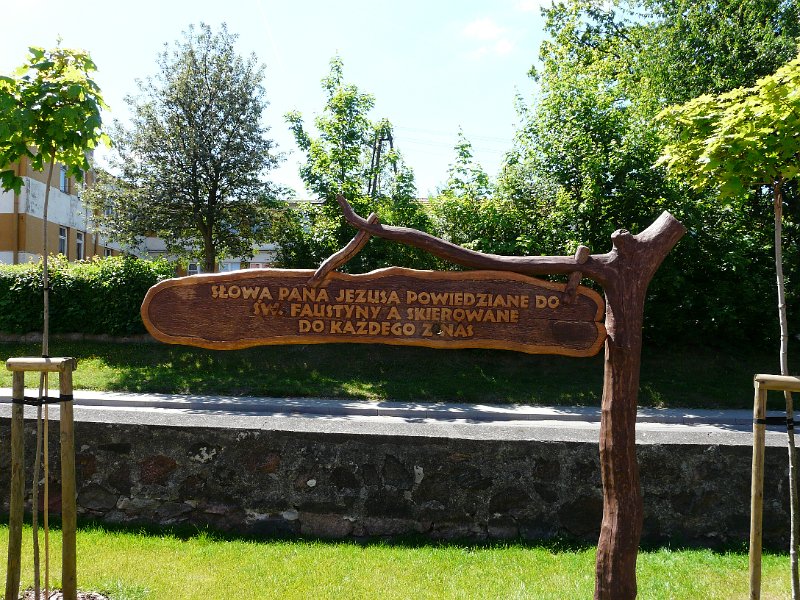 SŁOWA PANA JEZUSA POWIEDZIANE DO
ŚW. FAUSTYNY A SKIEROWANE
DO KAŻDEGO Z NAS